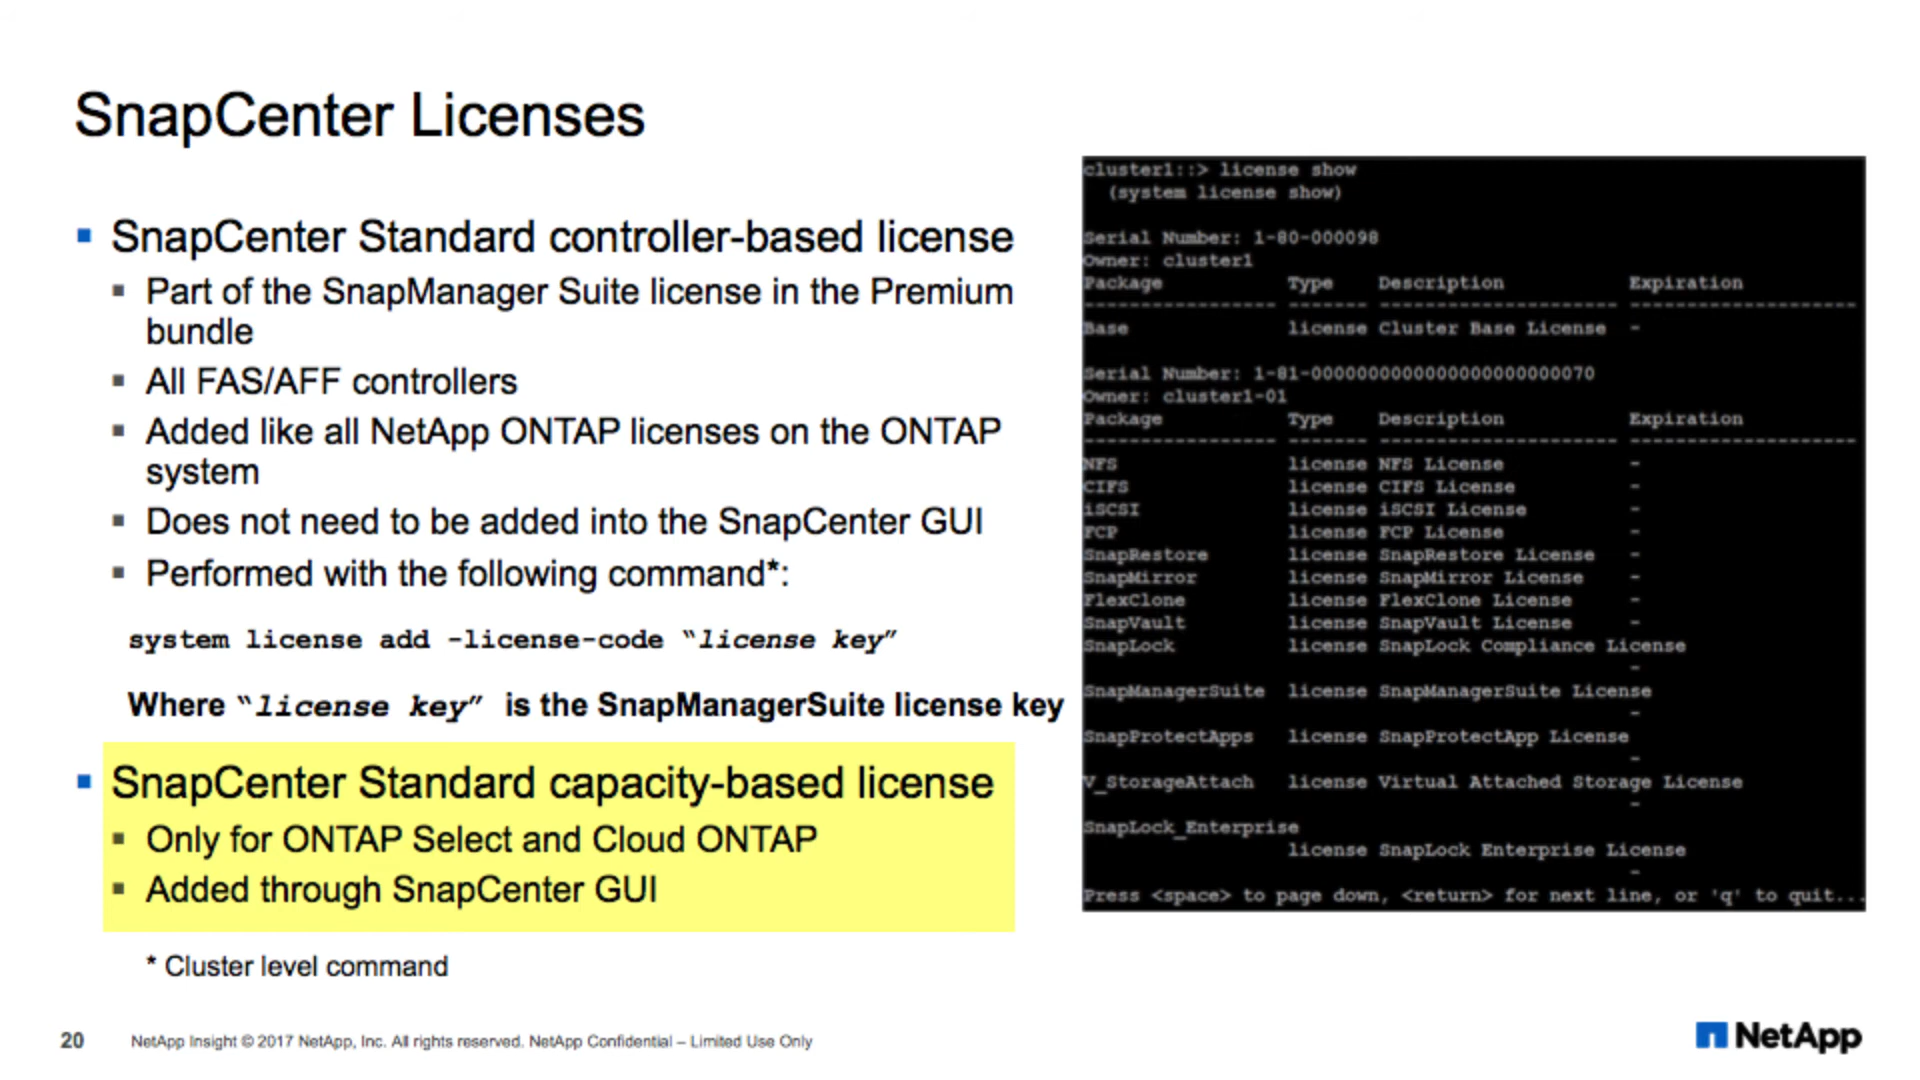 SnapCenter Licenses
SnapCenter Standard controller-based license
Part of the SnapManager Suite license in the Premium
bundle
All FAS/AFF controllers
Added like all NetApp ONTAP licenses on the ONTAP
system
Does not need to be added into the SnapCenter GUI
Performed with the following command*:
system license add -license-code “license key”
Where “license key” is the SnapManagerSuite license key
SnapCenter Standard capacity-based license
Only for ONTAP Select and Cloud ONTAP
Added through SnapCenter GUI
* Cluster level command
cluster1::> license show
(system license show)
Serial Number: 1-80-000098
Owner: cluster1
Package Type Description Expiration
----------------- ------- --------------------- --------------------
Base license Cluster Base License -
Serial Number: 1-81-0000000000000000000000070
Owner: cluster1-01
Package Type Description Expiration
----------------- ------- --------------------- --------------------
NFS license NFS License -
CIFS license CIFS License -
iSCSI license iSCSI License -
FCP license FCP License -
SnapRestore license SnapRestore License -
SnapMirror license SnapMirror License -
FlexClone license FlexClone License -
SnapVault license SnapVault License -
SnapLock license SnapLock Compliance License
-
SnapManagerSuite license SnapManagerSuite License
-
SnapProtectApps license SnapProtectApp License
-
V_StorageAttach license Virtual Attached Storage License
-
SnapLock_Enterprise
license SnapLock Enterprise License
-
Press <space> to page down, <return> for next line, or 'q' to quit...
20 NetApp Insight © 2017 NetApp, Inc. All rights reserved. NetApp Confidential – Limited Use Only
NetApp